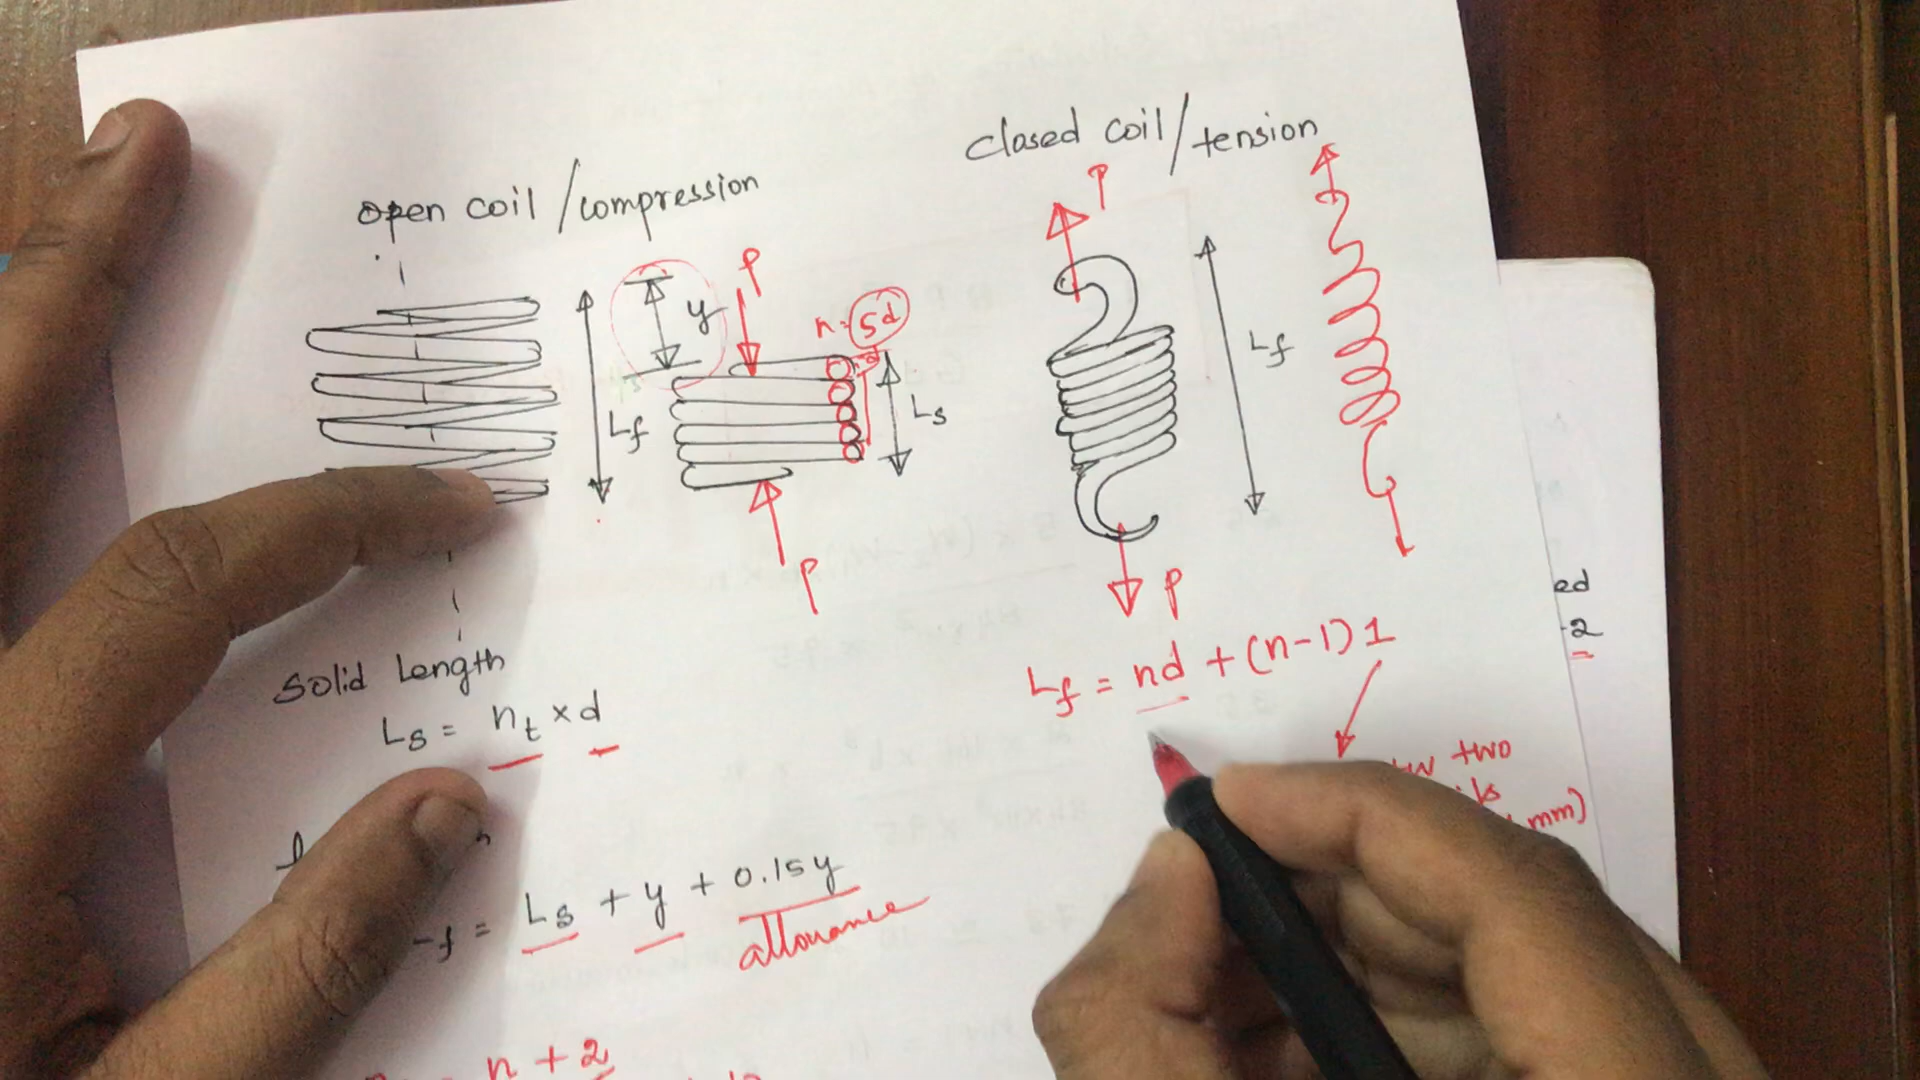 open coil / compression
y
P
n = 5d
d
Lf
Ls
P
Solid Length
Ls = nt × d
-f = Ls + y + 0.15y
allowance
n + 2
Clased coil / tension
P
Lf
P
Lf = nd + (n-1) 1
two
mm)
ed
-2